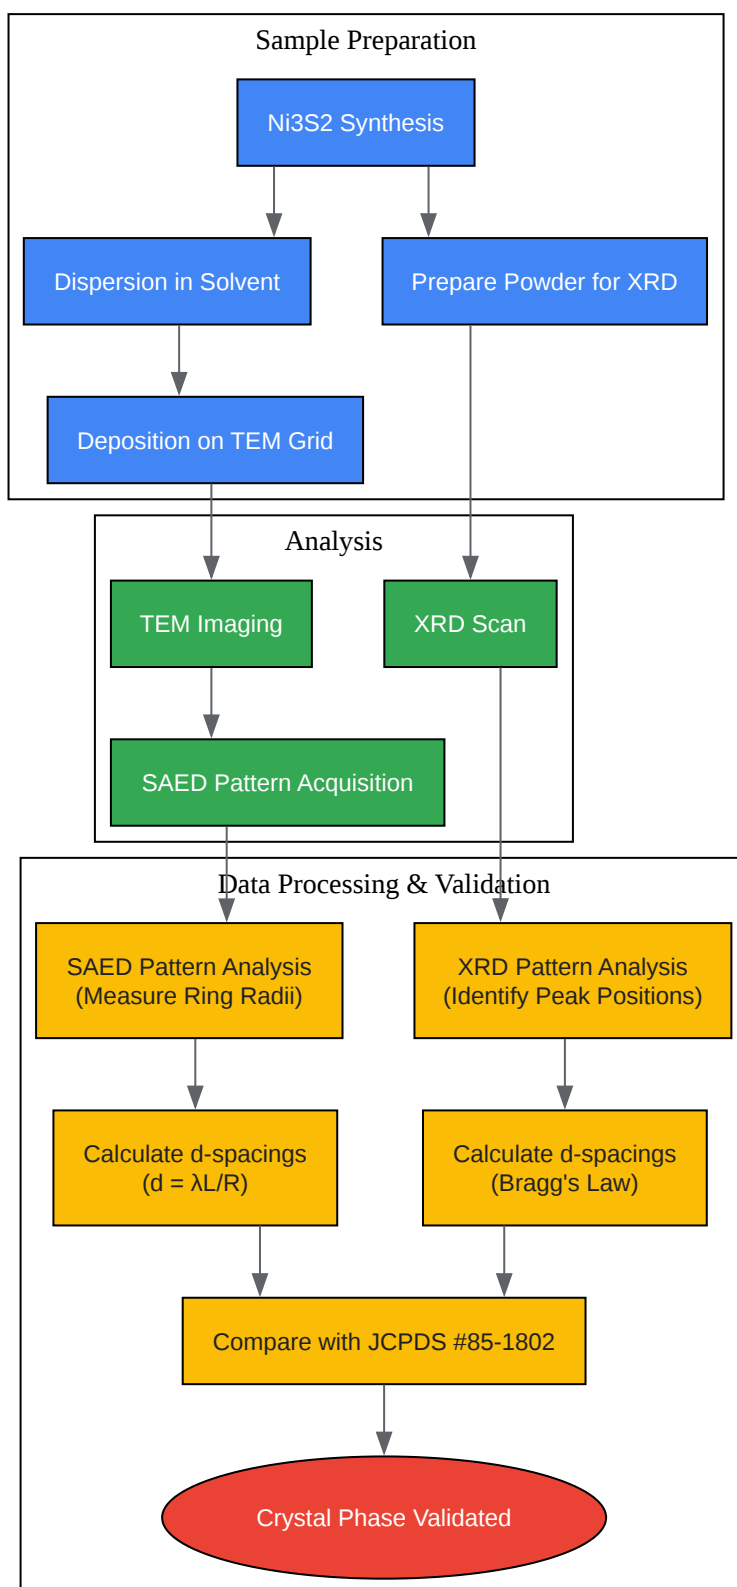 Sample Preparation
Ni3S2 Synthesis
Dispersion in Solvent
Prepare Powder for XRD
Deposition on TEM Grid
Analysis
TEM Imaging
XRD Scan
SAED Pattern Acquisition
Data Processing & Validation
SAED Pattern Analysis
(Measure Ring Radii)
XRD Pattern Analysis
(Identify Peak Positions)
Calculate d-spacings
(d = λL/R)
Calculate d-spacings
(Bragg's Law)
Compare with JCPDS #85-1802
Crystal Phase Validated